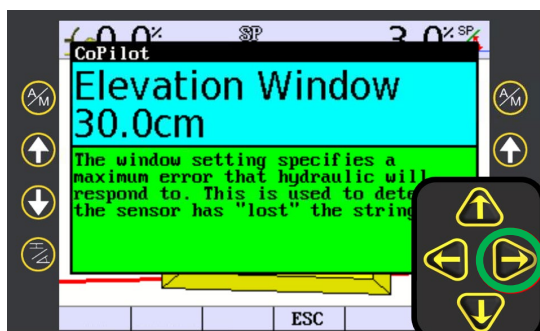 SP
SP
CoPilot
Elevation Window
30.0cm
The window setting specifies a
maximum error that hydraulic will
respond to. This is used to
the sensor has "lost" the string
ESC
A/M
A/M